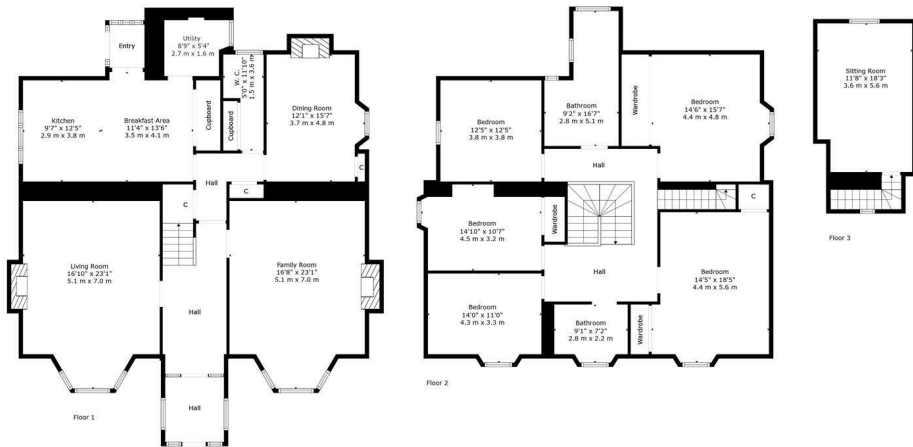 Entry
Utility
8'9" x 5'4"
2.7 m x 1.6 m
W. C.
5'0" x 11'10"
1.5 m x 3.6 m
Dining Room
12'1" x 15'7"
3.7 m x 4.8 m
Kitchen
9'7" x 12'5"
2.9 m x 3.8 m
Breakfast Area
11'4" x 13'6"
3.5 m x 4.1 m
Cupboard
Cupboard
Hall
C
C
C
Living Room
16'10" x 23'1"
5.1 m x 7.0 m
Family Room
16'8" x 23'1"
5.1 m x 7.0 m
Hall
Hall
Floor 1
Bathroom
9'2" x 16'7"
2.8 m x 5.1 m
Wardrobe
Bedroom
14'6" x 15'7"
4.4 m x 4.8 m
Bedroom
12'5" x 12'5"
3.8 m x 3.8 m
Hall
Bedroom
14'10" x 10'7"
4.5 m x 3.2 m
Wardrobe
C
Hall
Bedroom
14'5" x 18'5"
4.4 m x 5.6 m
Bedroom
14'0" x 11'0"
4.3 m x 3.3 m
Bathroom
9'1" x 7'2"
2.8 m x 2.2 m
Wardrobe
Floor 2
Sitting Room
11'8" x 18'3"
3.6 m x 5.6 m
Floor 3